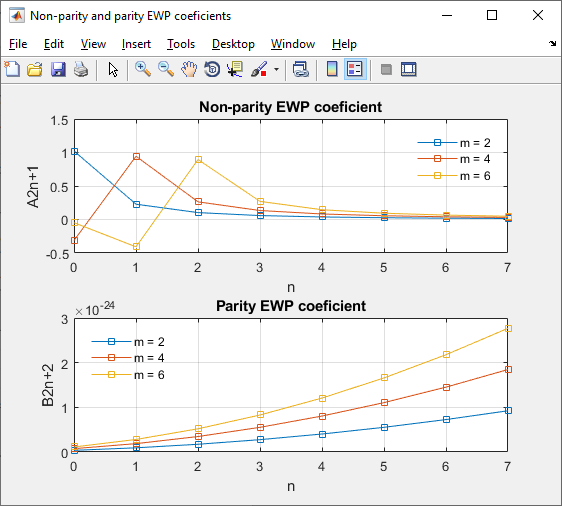 Non-parity and parity EWP coeficients
File Edit View Insert Tools Desktop Window Help
Non-parity EWP coeficient
1.5
1
0.5
0
-0.5
A2n+1
m = 2
m = 4
m = 6
0 1 2 3 4 5 6 7
n
Parity EWP coeficient
×10-24
3
2
1
0
B2n+2
m = 2
m = 4
m = 6
0 1 2 3 4 5 6 7
n